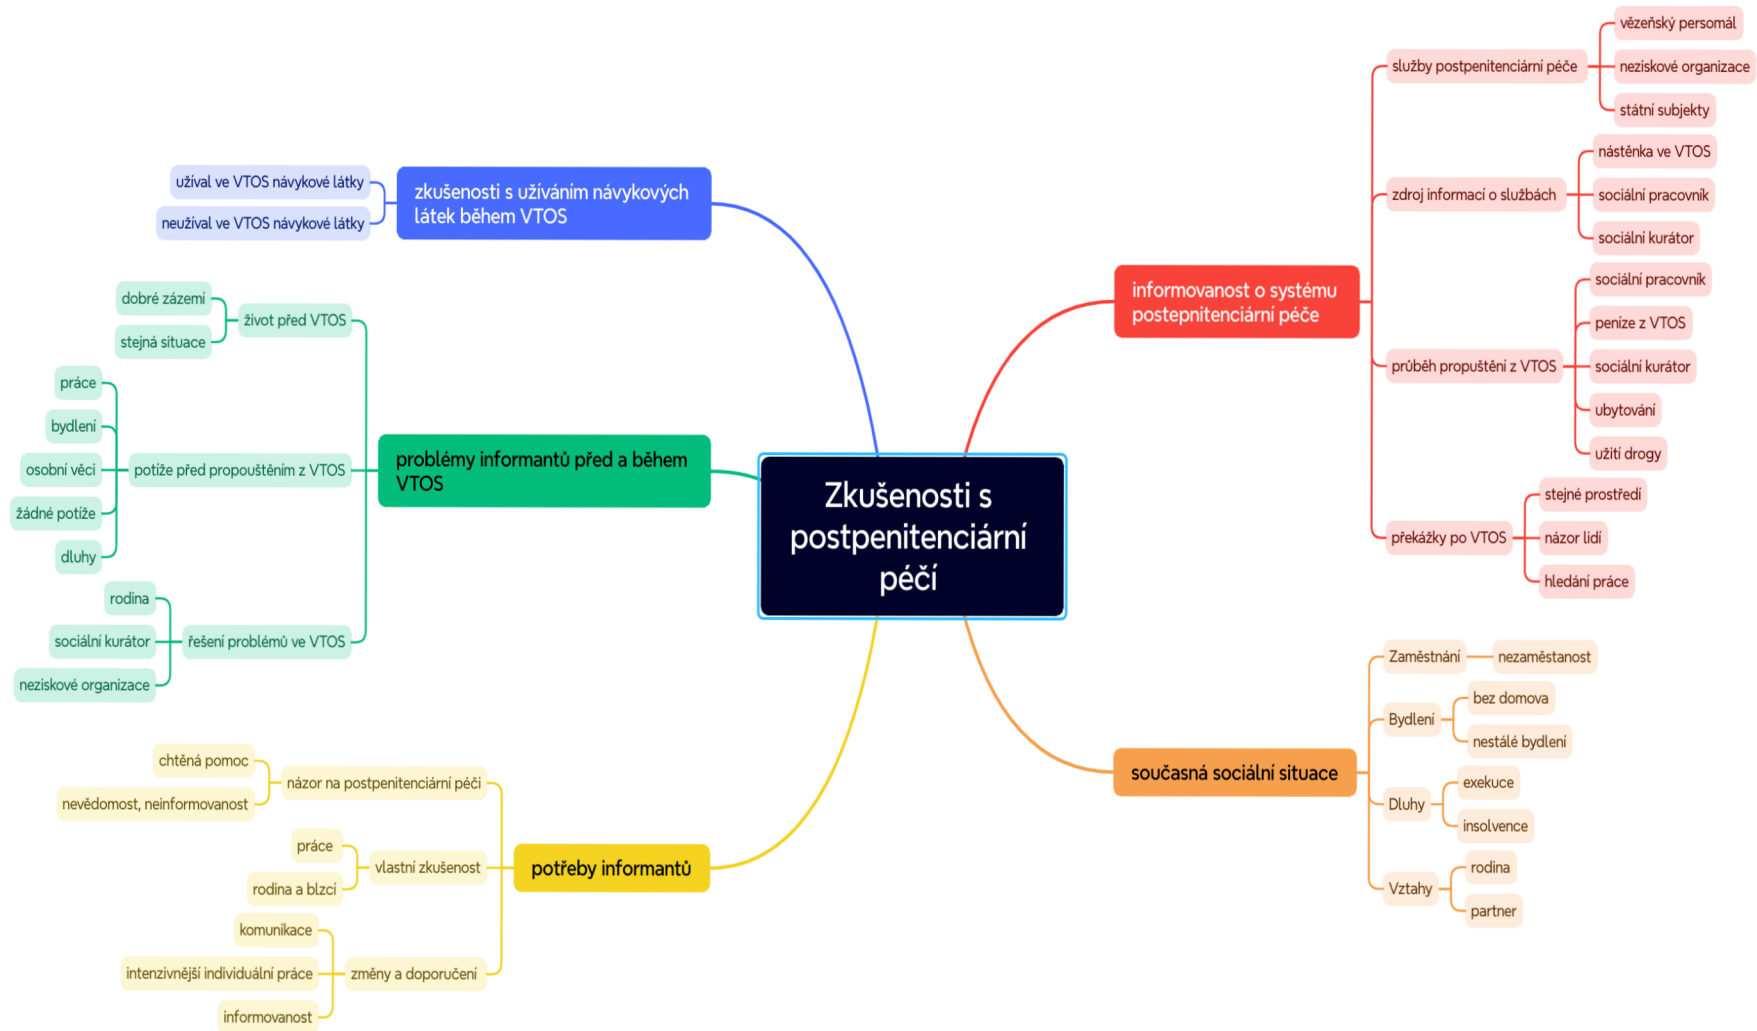 Zkušenosti s
postpenitenciární
péčí
zkušenosti s užíváním návykových
látek během VTOS
užíval ve VTOS návykové látky
neužíval ve VTOS návykové látky
problémy informantů před a během
VTOS
život před VTOS
dobré zázemí
stejná situace
potíže před propouštěním z VTOS
práce
bydlení
osobní věci
žádné potíže
dluhy
řešení problémů ve VTOS
rodina
sociální kurátor
neziskové organizace
potřeby informantů
názor na postpenitenciární péči
chtěná pomoc
nevědomost, neinformovanost
vlastní zkušenost
práce
rodina a blzcí
změny a doporučení
komunikace
intenzivnější individuální práce
informovanost
informovanost o systému
postepnitenciární péče
služby postpenitenciární péče
vězeňský persomál
neziskové organizace
státní subjekty
zdroj informací o službách
nástěnka ve VTOS
sociální pracovník
sociální kurátor
průběh propuštění z VTOS
sociální pracovník
peníze z VTOS
sociální kurátor
ubytování
užití drogy
překážky po VTOS
stejné prostředí
názor lidí
hledání práce
současná sociální situace
Zaměstnání
nezaměstanost
Bydlení
bez domova
nestálé bydlení
Dluhy
exekuce
insolvence
Vztahy
rodina
partner